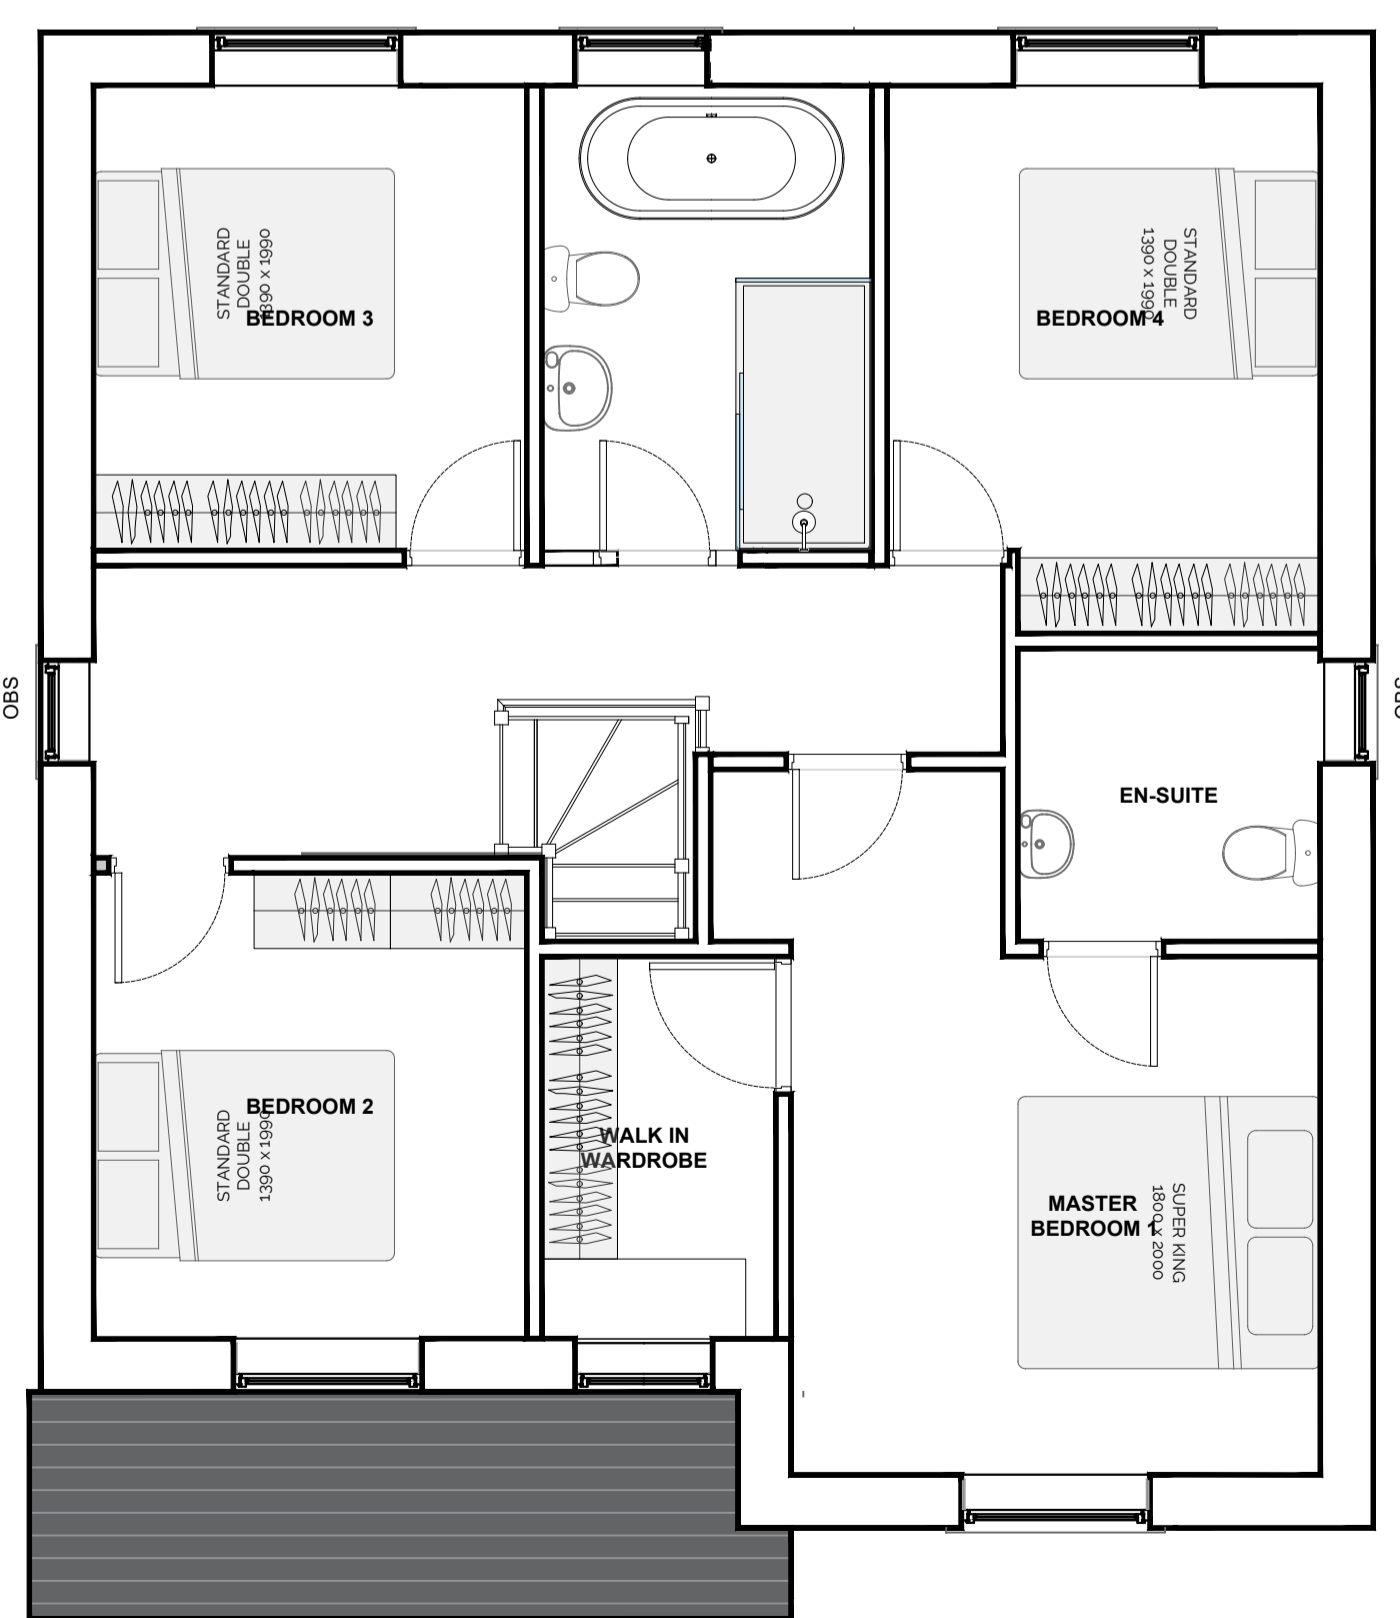 STANDARD
DOUBLE
1390 x 1990
BEDROOM 3
STANDARD
DOUBLE
1390 x 1990
BEDROOM 4
OBS
OBS
EN-SUITE
STANDARD
DOUBLE
1390 x 1990
BEDROOM 2
WALK IN
WARDROBE
MASTER
BEDROOM 1
SUPER KING
1800 x 2000